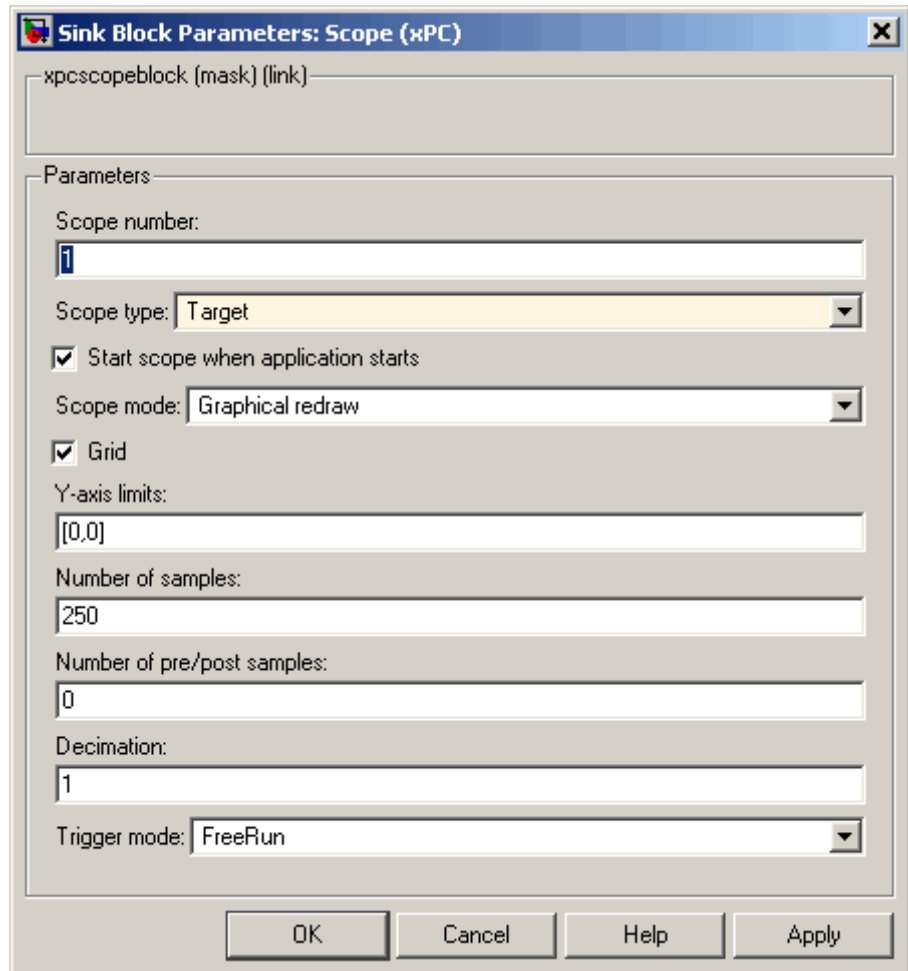 Sink Block Parameters: Scope (xPC)
xpcscopeblock (mask) (link)
Parameters
Scope number:
1
Scope type: Target
Start scope when application starts
Scope mode: Graphical redraw
Grid
Y-axis limits:
[0,0]
Number of samples:
250
Number of pre/post samples:
0
Decimation:
1
Trigger mode: FreeRun
OK Cancel Help Apply